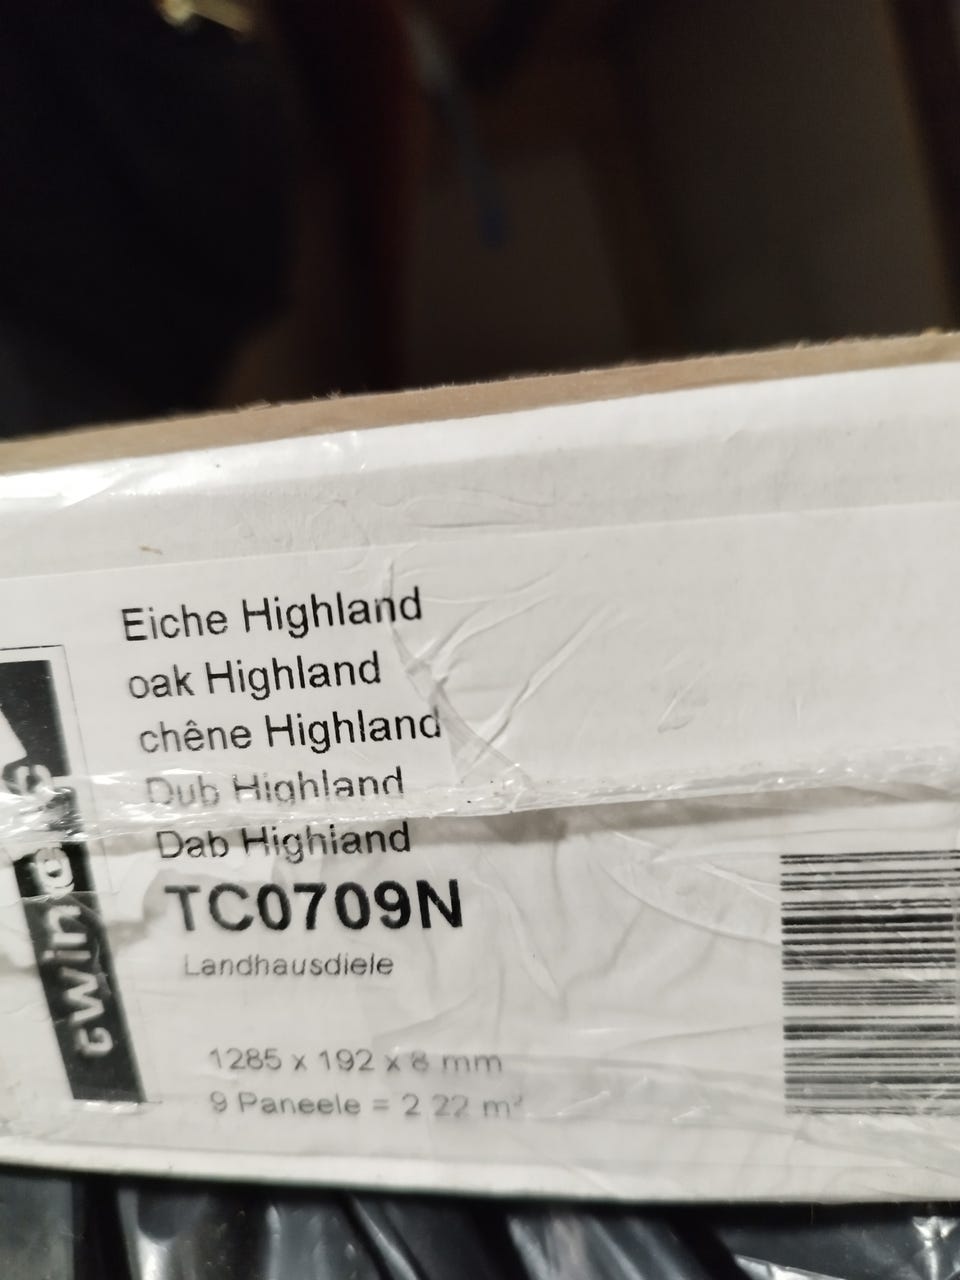 Eiche Highland
oak Highland
chêne Highland
Dub Highland
Dab Highland
TC0709N
Landhausdiele
1285 x 192 x 8 mm
9 Paneele = 2.22 m²